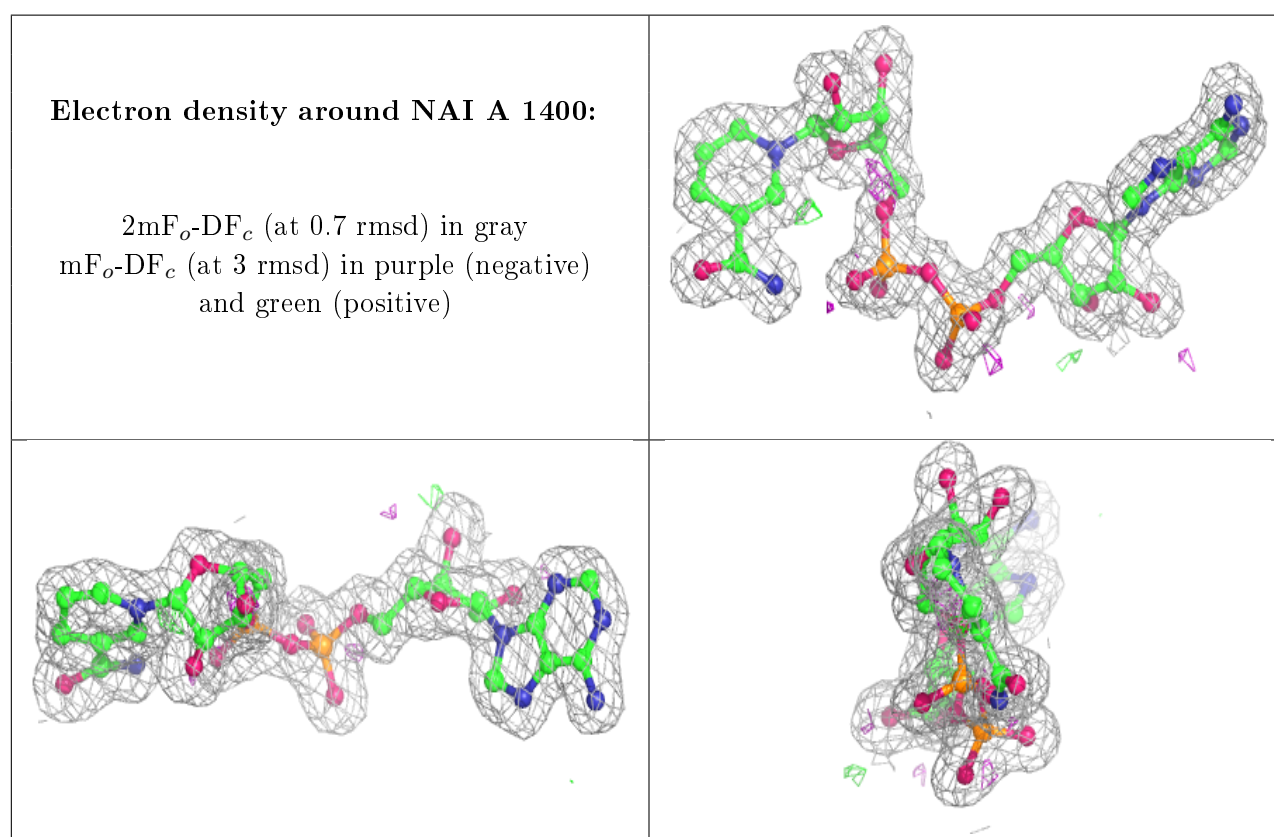 Electron density around NAI A 1400:
2mFₒ-DF𝒸 (at 0.7 rmsd) in gray
mFₒ-DF𝒸 (at 3 rmsd) in purple (negative)
and green (positive)